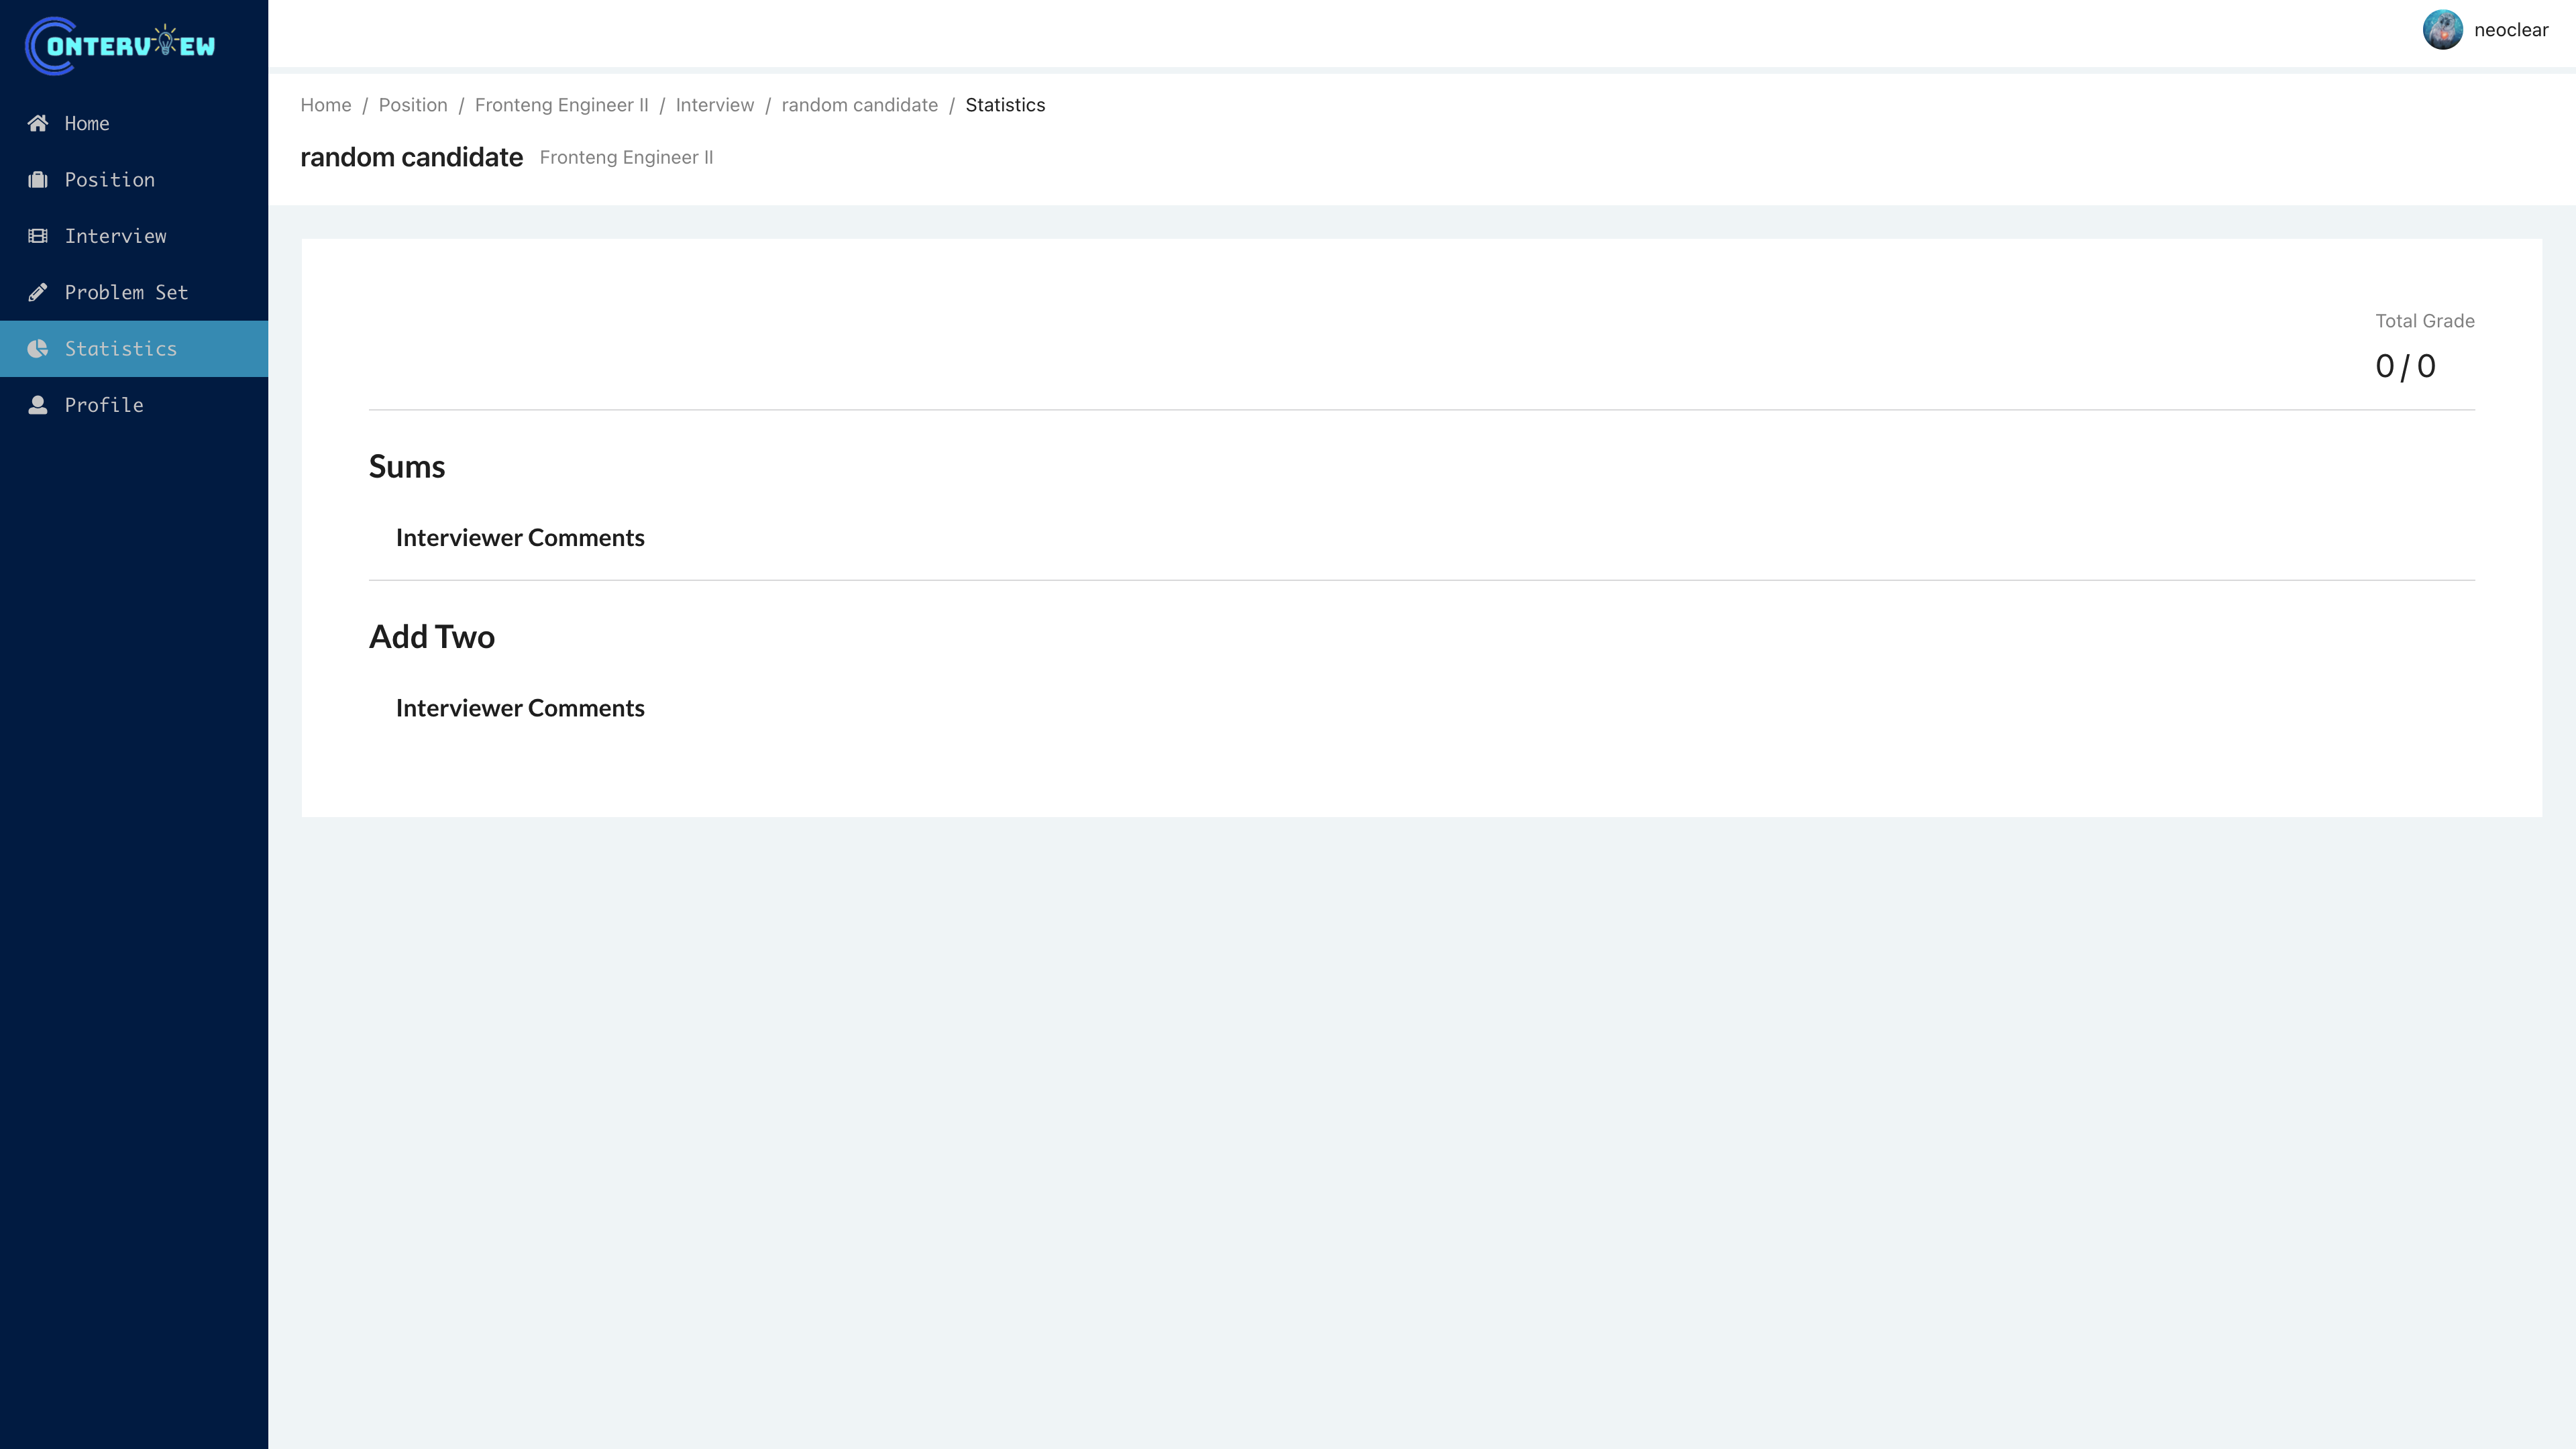 CONTERVIEW
neoclear
Home
Position
Interview
Problem Set
Statistics
Profile
Home / Position / Fronteng Engineer II / Interview / random candidate / Statistics
random candidate Fronteng Engineer II
Total Grade
0 / 0
Sums
Interviewer Comments
Add Two
Interviewer Comments